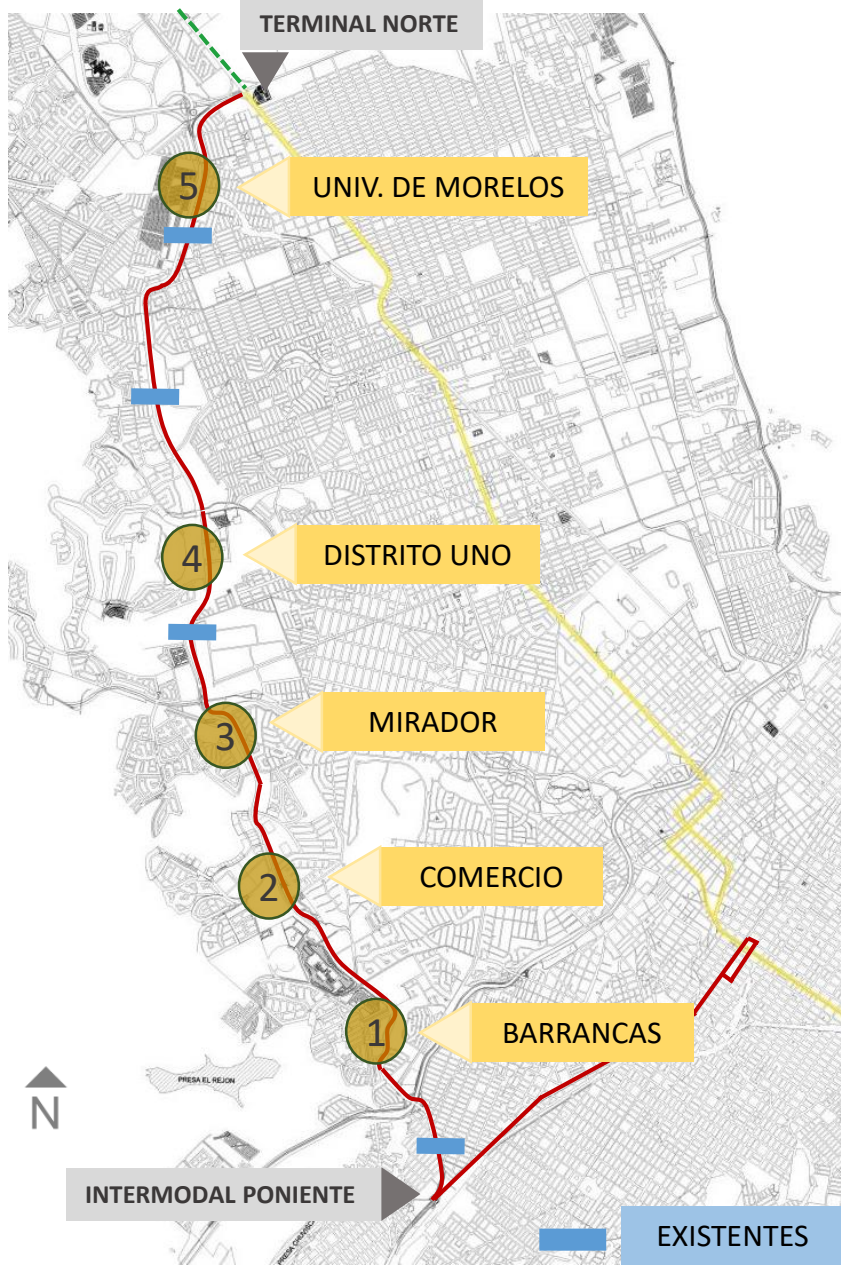 TERMINAL NORTE
5
UNIV. DE MORELOS
4
DISTRITO UNO
MIRADOR
3
COMERCIO
2
1
BARRANCAS
PRESA EL REJON
N
INTERMODAL PONIENTE
EXISTENTES